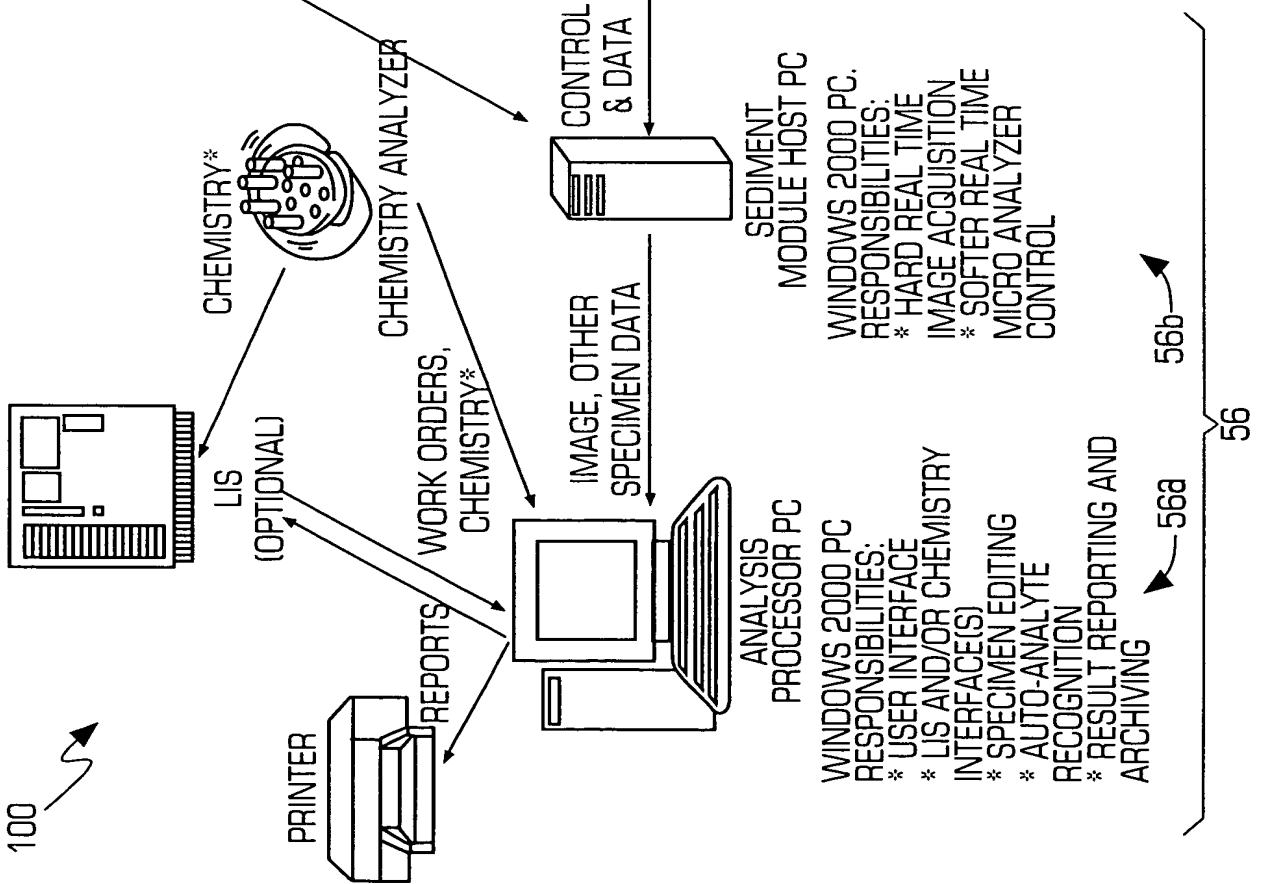 100
PRINTER
REPORTS
LIS
(OPTIONAL)
CHEMISTRY*
CHEMISTRY ANALYZER
WORK ORDERS,
CHEMISTRY*
IMAGE, OTHER
SPECIMEN DATA
CONTROL
& DATA
ANALYSIS
PROCESSOR PC
WINDOWS 2000 PC
RESPONSIBILITIES:
* USER INTERFACE
* LIS AND/OR CHEMISTRY
INTERFACE(S)
* SPECIMEN EDITING
* AUTO-ANALYTE
RECOGNITION
* RESULT REPORTING AND
ARCHIVING
56a
SEDIMENT
MODULE HOST PC
WINDOWS 2000 PC.
RESPONSIBILITIES:
* HARD REAL TIME
IMAGE ACQUISITION
* SOFTER REAL TIME
MICRO ANALYZER
CONTROL
56b
56